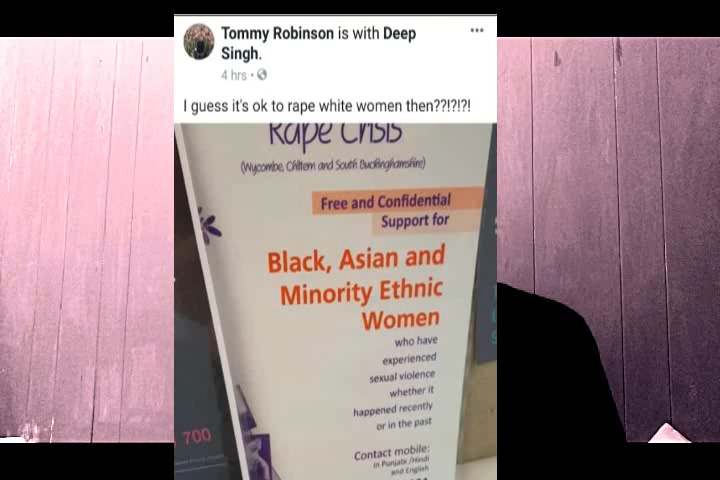 Tommy Robinson is with Deep
Singh.
4 hrs
I guess it's ok to rape white women then??!?!?!
Rape Crisis
(Wycombe, Chiltern and South Buckinghamshire)
Free and Confidential
Support for
Black, Asian and
Minority Ethnic
Women
who have
experienced
sexual violence
whether it
happened recently
or in the past
Contact mobile:
in Punjabi /Hindi
and English
700